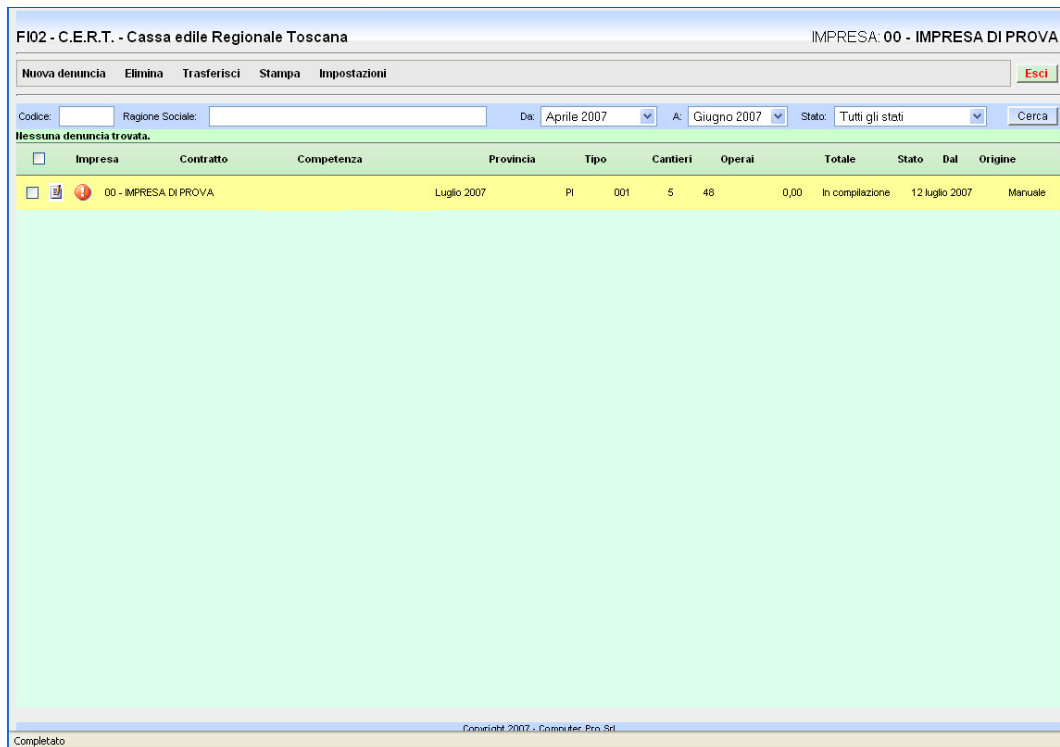 FI02 - C.E.R.T. - Cassa edile Regionale Toscana IMPRESA: 00 - IMPRESA DI PROVA
Nuova denuncia Elimina Trasferisci Stampa Impostazioni Esci
Codice: Ragione Sociale: Da: Aprile 2007 A: Giugno 2007 Stato: Tutti gli stati Cerca
Nessuna denuncia trovata.
Impresa Contratto Competenza Provincia Tipo Cantieri Operai Totale Stato Dal Origine
00 - IMPRESA DI PROVA Luglio 2007 PI 001 5 48 0,00 In compilazione 12 luglio 2007 Manuale
Copyright 2007 - Computer Pro Srl
Completato